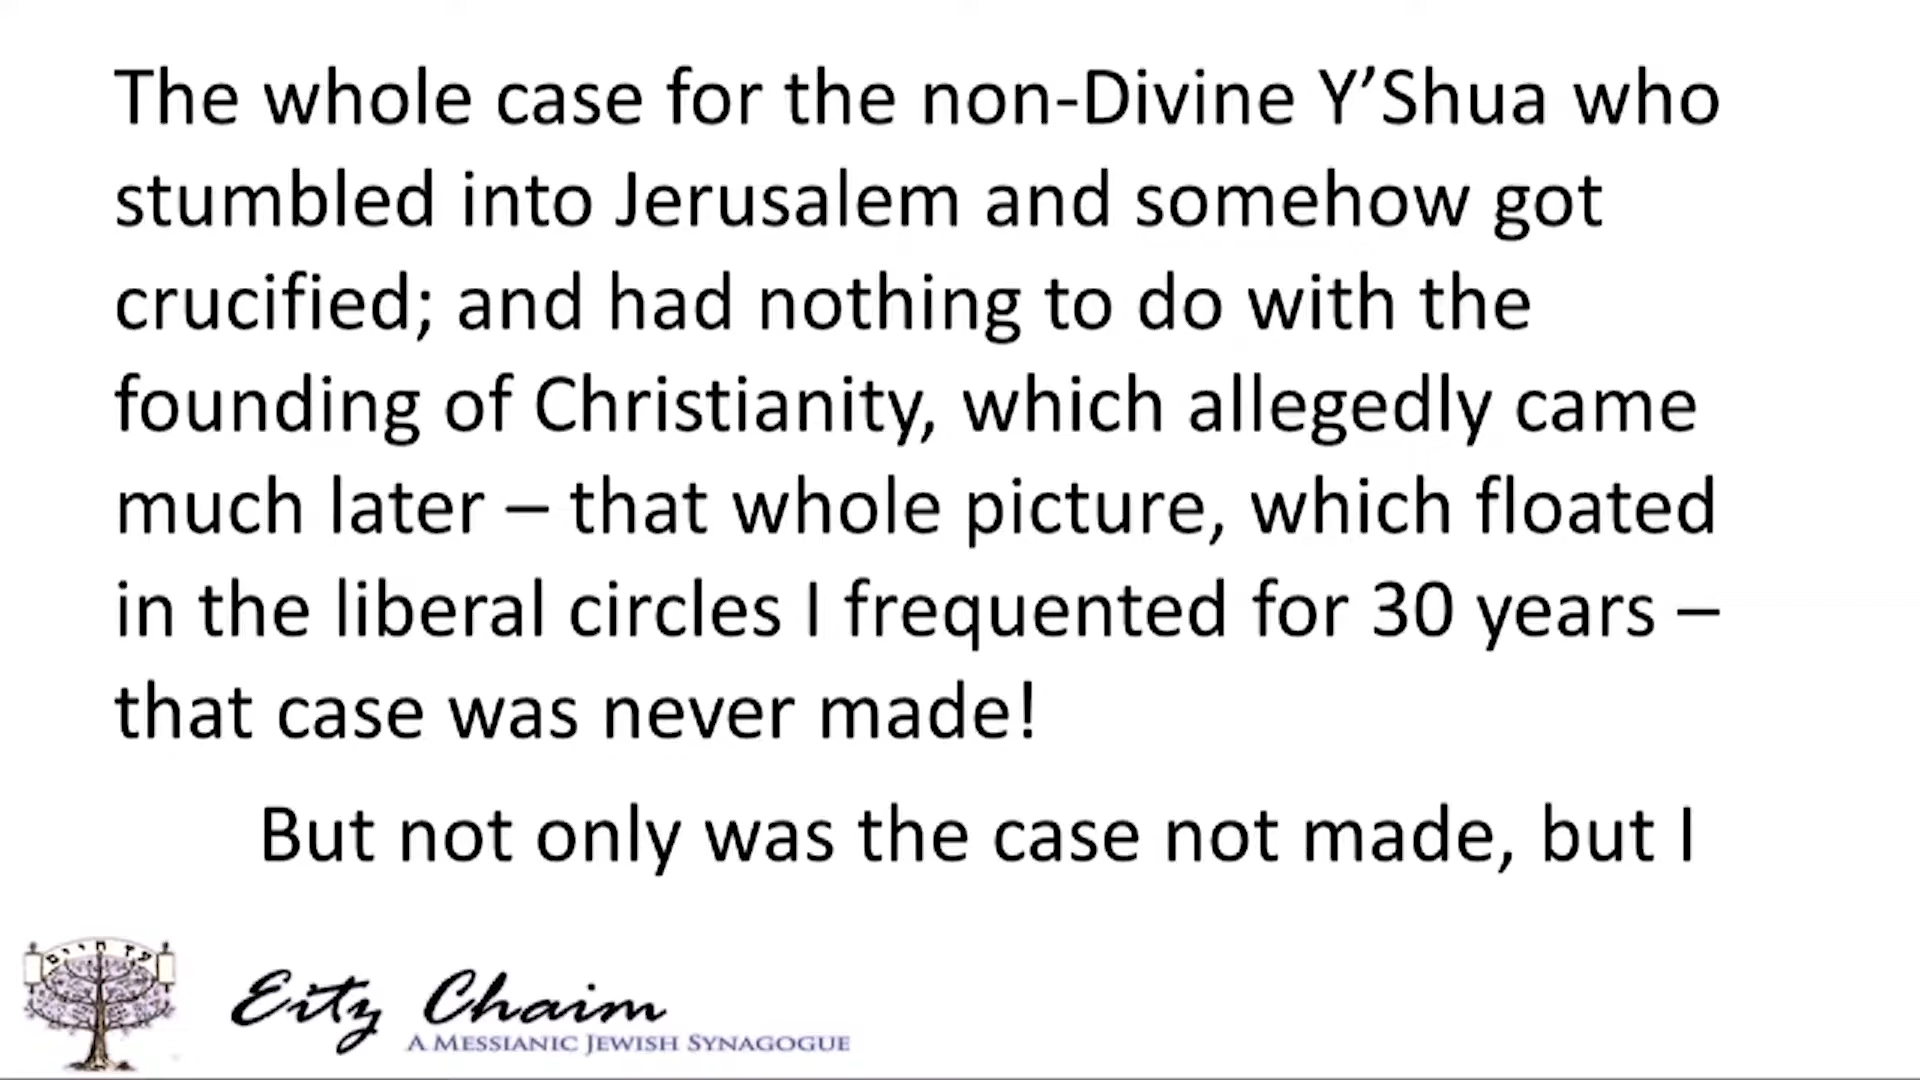 The whole case for the non-Divine Y’Shua who
stumbled into Jerusalem and somehow got
crucified; and had nothing to do with the
founding of Christianity, which allegedly came
much later – that whole picture, which floated
in the liberal circles I frequented for 30 years –
that case was never made!
But not only was the case not made, but I
עץ חיים
Eitz Chaim
A MESSIANIC JEWISH SYNAGOGUE